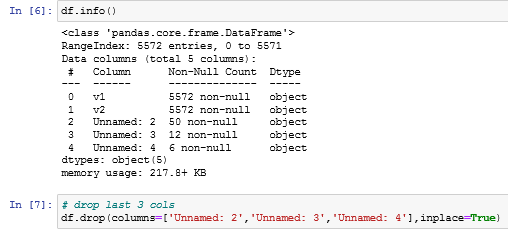 In [6]: df.info()
<class 'pandas.core.frame.DataFrame'>
RangeIndex: 5572 entries, 0 to 5571
Data columns (total 5 columns):
 #   Column      Non-Null Count  Dtype
---  ------      --------------  -----
 0   v1          5572 non-null   object
 1   v2          5572 non-null   object
 2   Unnamed: 2  50 non-null     object
 3   Unnamed: 3  12 non-null     object
 4   Unnamed: 4  6 non-null      object
dtypes: object(5)
memory usage: 217.8+ KB
In [7]: # drop last 3 cols
df.drop(columns=['Unnamed: 2','Unnamed: 3','Unnamed: 4'],inplace=True)